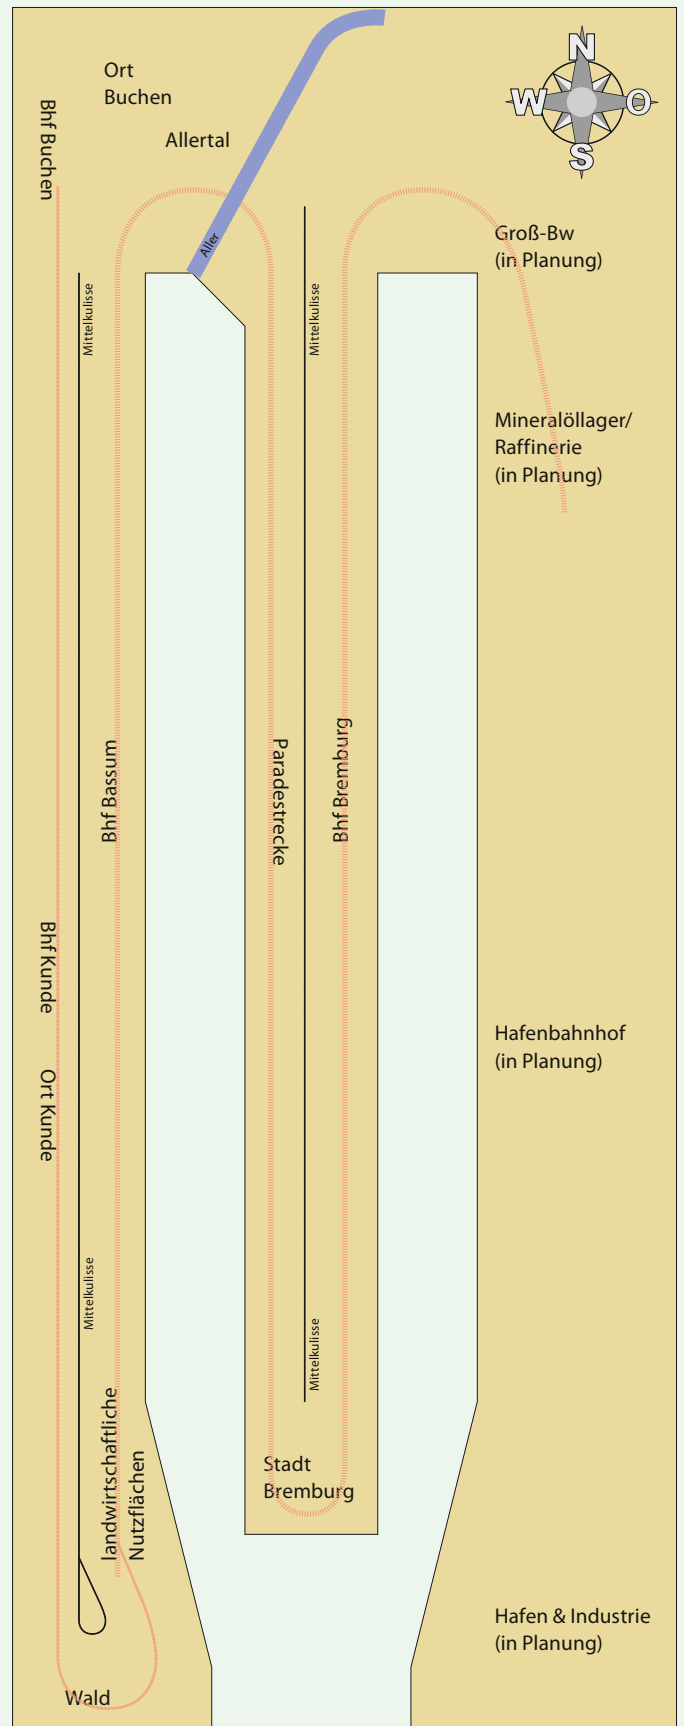 Ort
Buchen
Allertal
N
W
O
S
Bhf Buchen
Aller
Groß-Bw
(in Planung)
Mittelkulisse
Mittelkulisse
Mineralöllager/
Raffinerie
(in Planung)
Bhf Bassum
Paradestrecke
Bhf Bremburg
Bhf Kunde
Ort Kunde
Hafenbahnhof
(in Planung)
Mittelkulisse
Mittelkulisse
landwirtschaftliche
Nutzflächen
Stadt
Bremburg
Hafen & Industrie
(in Planung)
Wald